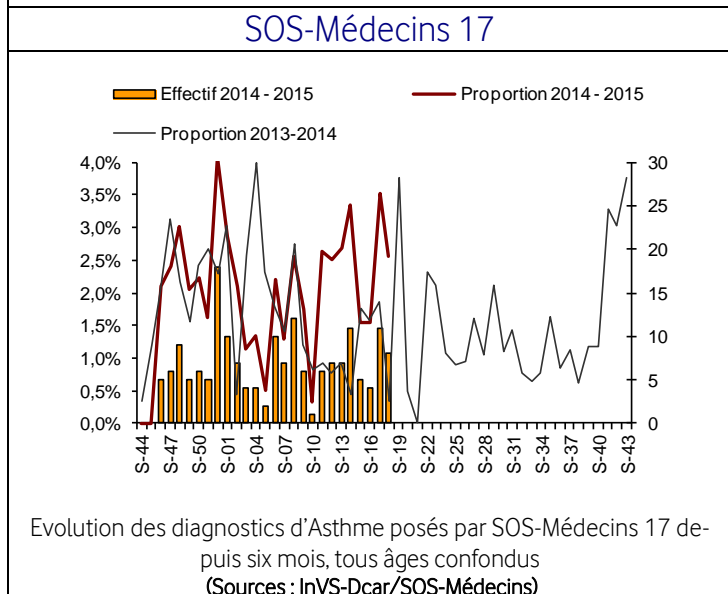 SOS-Médecins 17
Effectif 2014 - 2015
Proportion 2014 - 2015
Proportion 2013-2014
4,0%
3,5%
3,0%
2,5%
2,0%
1,5%
1,0%
0,5%
0,0%
30
25
20
15
10
5
0
S-44
S-47
S-50
S-01
S-04
S-07
S-10
S-13
S-16
S-19
S-22
S-25
S-28
S-31
S-34
S-37
S-40
S-43
Evolution des diagnostics d'Asthme posés par SOS-Médecins 17 de-
puis six mois, tous âges confondus
(Sources : InVS-Dcar/SOS-Médecins)